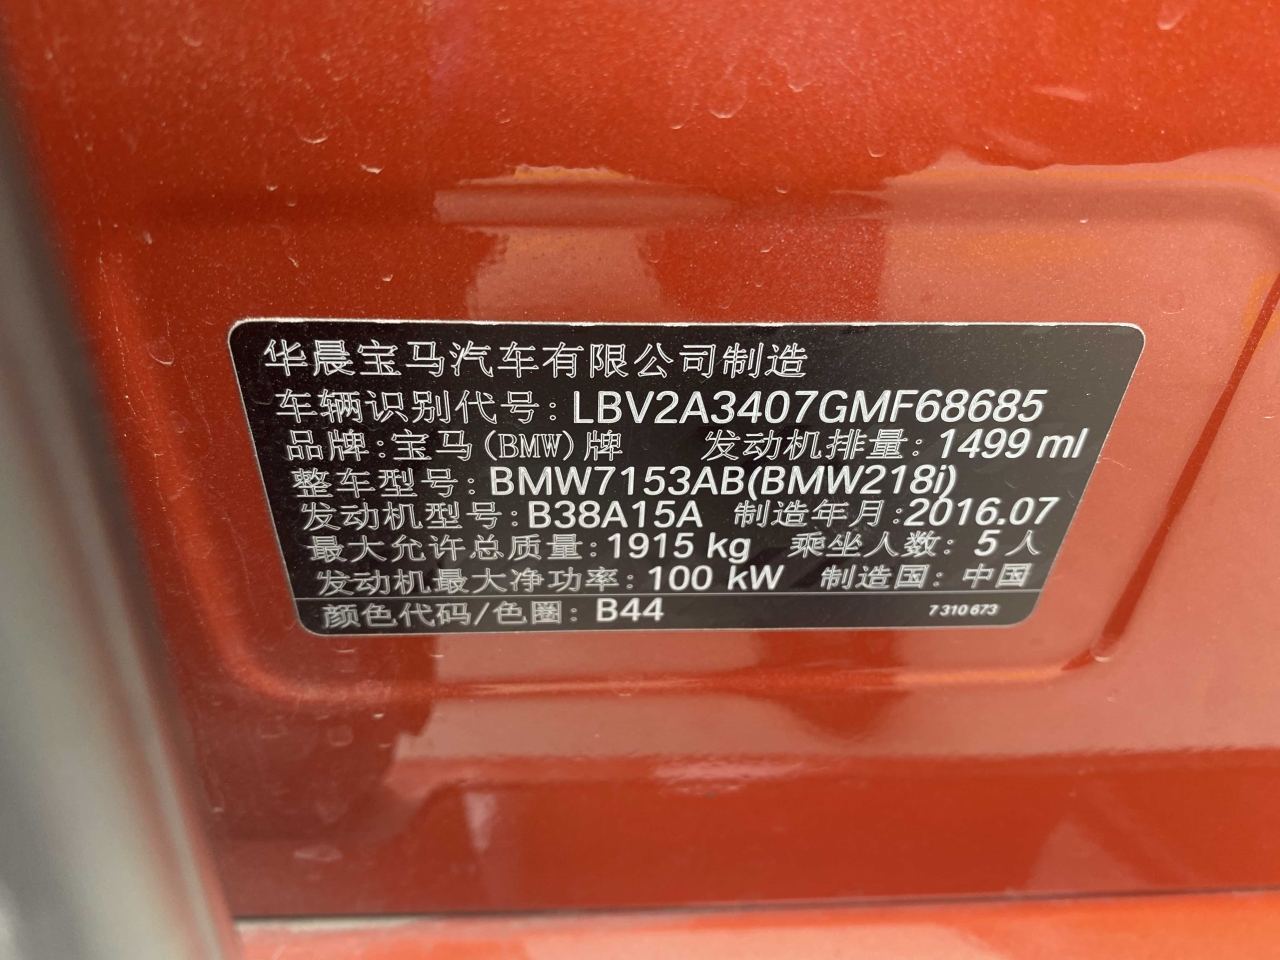 华晨宝马汽车有限公司制造
车辆识别代号: LBV2A3407GMF68685
品牌: 宝马(BMW)牌 发动机排量: 1499 ml
整车型号: BMW7153AB(BMW218i)
发动机型号: B38A15A 制造年月: 2016.07
最大允许总质量: 1915 kg 乘坐人数: 5 人
发动机最大净功率: 100 kW 制造国: 中国
颜色代码/色圈: B44 7 310 673